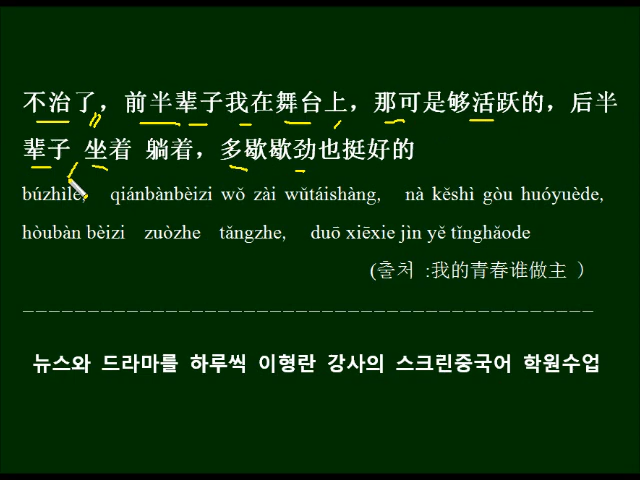 不治了，前半辈子我在舞台上，那可是够活跃的，后半
辈子 坐着 躺着，多歇歇劲也挺好的
búzhìle, qiánbànbèizi wǒ zài wǔtáishàng, nà kěshì gòu huóyuède,
hòubàn bèizi zuòzhe tǎngzhe, duō xiēxie jìn yě tǐnghǎode
(출처 :我的青春谁做主 )
뉴스와 드라마를 하루씩 이형란 강사의 스크린중국어 학원수업